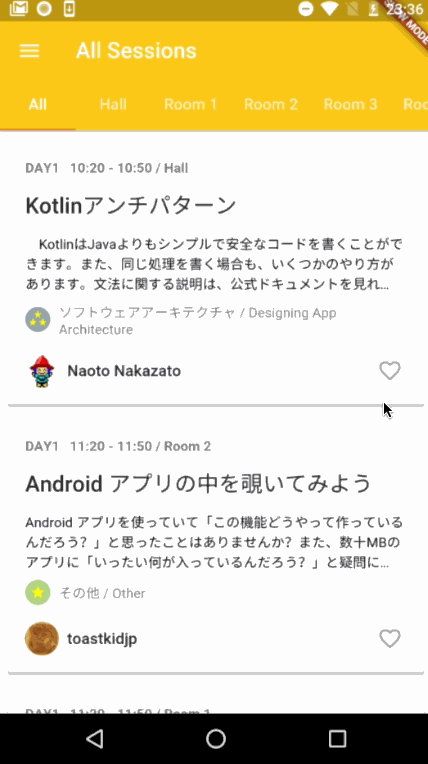 23:36
All Sessions
All Hall Room 1 Room 2 Room 3
DAY1 10:20 - 10:50 / Hall
Kotlinアンチパターン
KotlinはJavaよりもシンプルで安全なコードを書くことがで
きます。また、同じ処理を書く場合も、いくつかのやり方が
あります。文法に関する説明は、公式ドキュメントを見れ...
ソフトウェアアーキテクチャ / Designing App
Architecture
Naoto Nakazato
DAY1 11:20 - 11:50 / Room 2
Android アプリの中を覗いてみよう
Android アプリを使っていて「この機能どうやって作っている
んだろう？」と思ったことはありませんか？また、数十MBの
アプリに「いったい何が入っているんだろう？」と疑問に...
その他 / Other
toastkidjp
DAY1 11:20 - 11:50 / Room 1